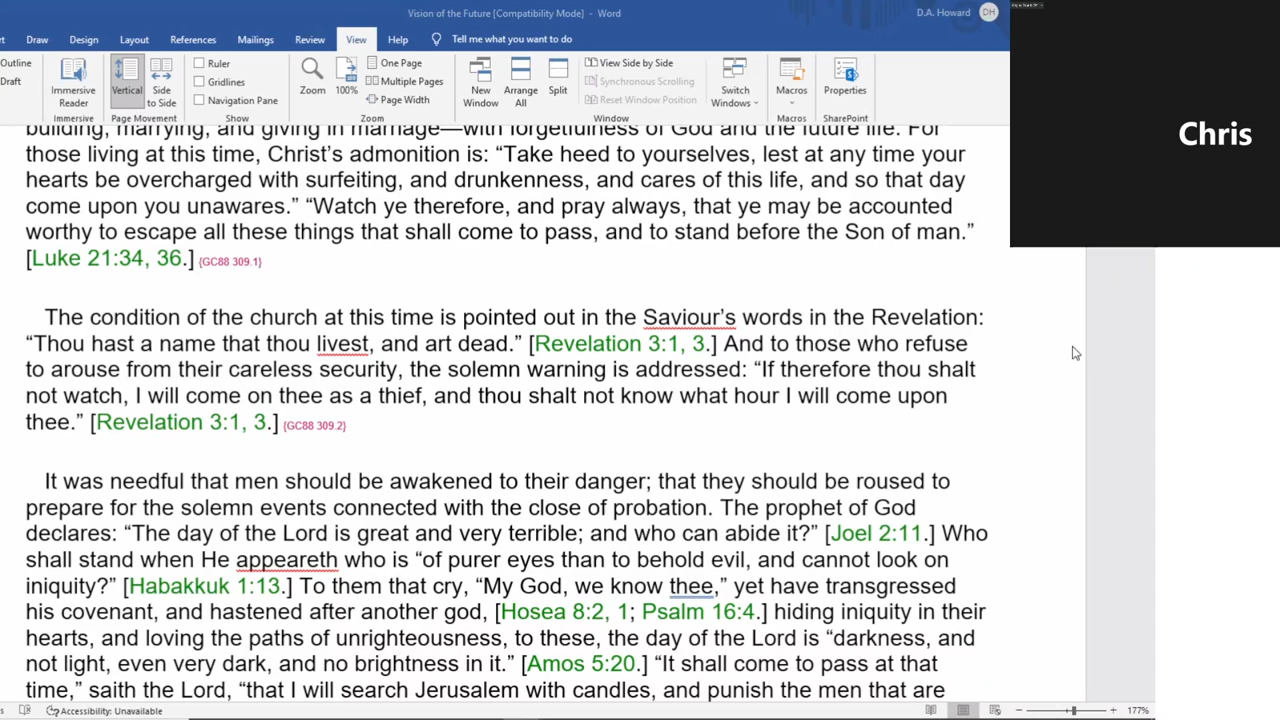 Vision of the Future [Compatibility Mode] - Word
D.A. Howard DH
Draw Design Layout References Mailings Review View Help Tell me what you want to do
Outline
Draft
Immersive Reader
Immersive
Vertical
Side to Side
Page Movement
Ruler
Gridlines
Navigation Pane
Show
Zoom
100%
One Page
Multiple Pages
Page Width
Zoom
New Window
Arrange All
Split
View Side by Side
Synchronous Scrolling
Reset Window Position
Window
Switch Windows
Macros
Macros
Properties
SharePoint
Chris
building, marrying, and giving in marriage—with forgetfulness of God and the future life. For
those living at this time, Christ’s admonition is: “Take heed to yourselves, lest at any time your
hearts be overcharged with surfeiting, and drunkenness, and cares of this life, and so that day
come upon you unawares.” “Watch ye therefore, and pray always, that ye may be accounted
worthy to escape all these things that shall come to pass, and to stand before the Son of man.”
[Luke 21:34, 36.] {GC88 309.1}
The condition of the church at this time is pointed out in the Saviour’s words in the Revelation:
“Thou hast a name that thou livest, and art dead.” [Revelation 3:1, 3.] And to those who refuse
to arouse from their careless security, the solemn warning is addressed: “If therefore thou shalt
not watch, I will come on thee as a thief, and thou shalt not know what hour I will come upon
thee.” [Revelation 3:1, 3.] {GC88 309.2}
It was needful that men should be awakened to their danger; that they should be roused to
prepare for the solemn events connected with the close of probation. The prophet of God
declares: “The day of the Lord is great and very terrible; and who can abide it?” [Joel 2:11.] Who
shall stand when He appeareth who is “of purer eyes than to behold evil, and cannot look on
iniquity?” [Habakkuk 1:13.] To them that cry, “My God, we know thee,” yet have transgressed
his covenant, and hastened after another god, [Hosea 8:2, 1; Psalm 16:4.] hiding iniquity in their
hearts, and loving the paths of unrighteousness, to these, the day of the Lord is “darkness, and
not light, even very dark, and no brightness in it.” [Amos 5:20.] “It shall come to pass at that
time,” saith the Lord, “that I will search Jerusalem with candles, and punish the men that are
Accessibility: Unavailable
177%